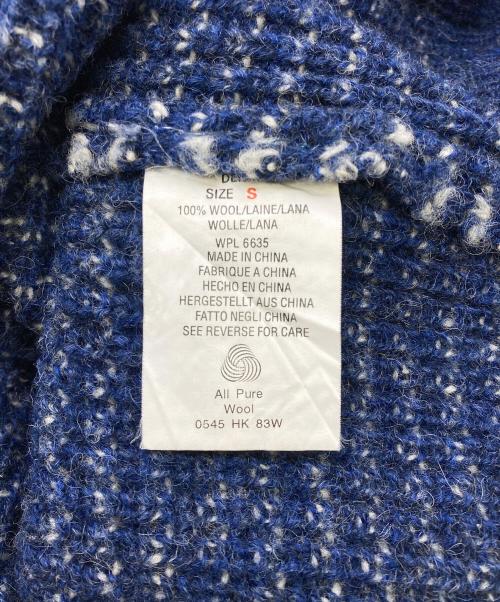 SIZE S
100% WOOL/LAINE/LANA
WOLLE/LANA
WPL 6635
MADE IN CHINA
FABRIQUE A CHINA
HECHO EN CHINA
HERGESTELLT AUS CHINA
FATTO NEGLI CHINA
SEE REVERSE FOR CARE
All Pure
Wool
0545 HK 83W